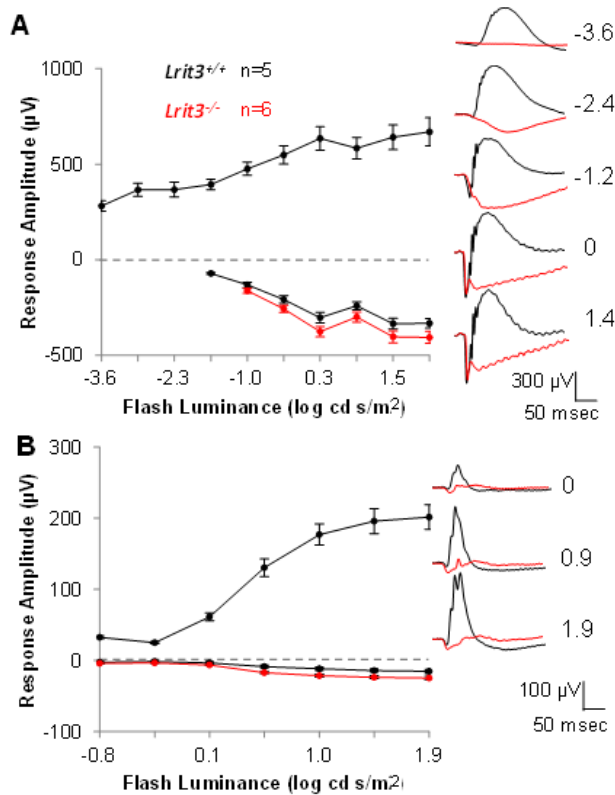 A
Lrit3+/+ n=5
Lrit3-/- n=6
Response Amplitude (µV)
1000
500
0
-500
-3.6 -2.3 -1.0 0.3 1.5
Flash Luminance (log cd s/m2)
-3.6
-2.4
-1.2
0
1.4
300 µV
50 msec
B
Response Amplitude (µV)
300
200
100
0
-100
-0.8 0.1 1.0 1.9
Flash Luminance (log cd s/m2)
0
0.9
1.9
100 µV
50 msec